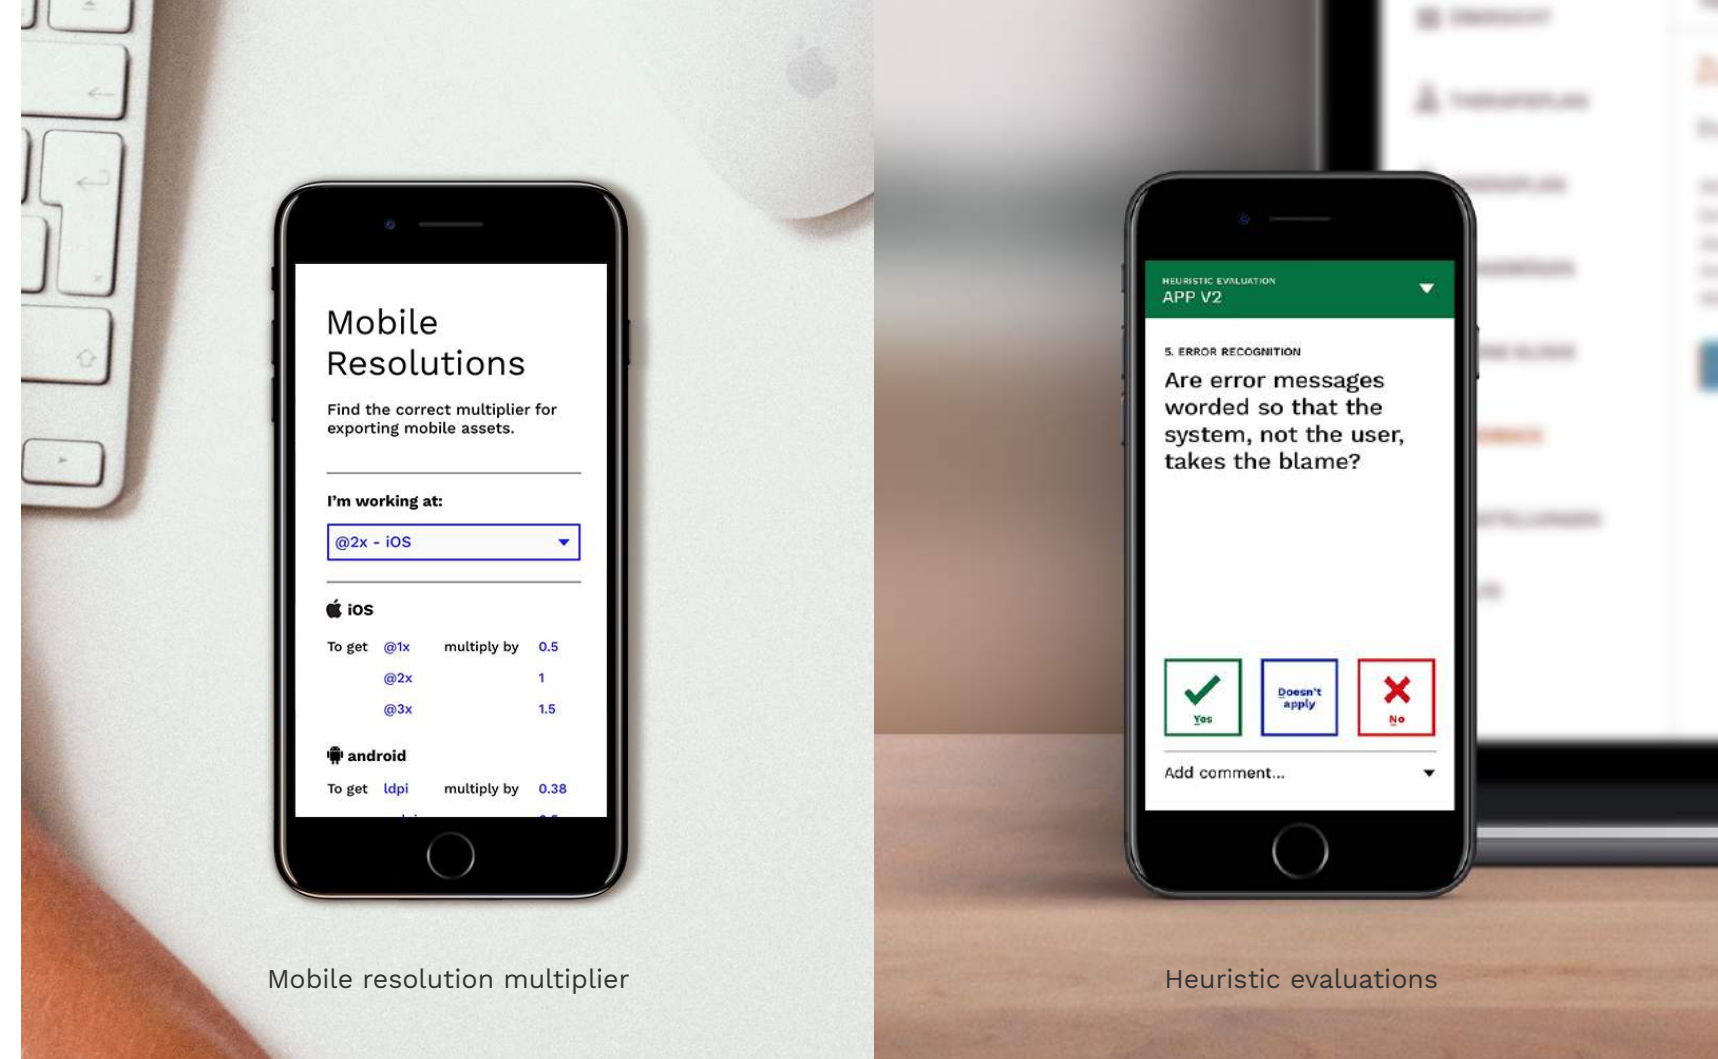 Mobile
Resolutions
Find the correct multiplier for
exporting mobile assets.
I'm working at:
@2x - iOS
iOS
To get @1x multiply by 0.5
@2x 1
@3x 1.5
android
To get ldpi multiply by 0.38
Mobile resolution multiplier
ÜBERSICHT
THERAPIEPLAN
HEURISTIC EVALUATION
APP V2
5. ERROR RECOGNITION
Are error messages
worded so that the
system, not the user,
takes the blame?
Yes
Doesn't
apply
No
Add comment...
Heuristic evaluations